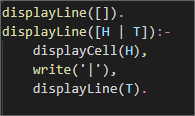 displayLine([]).
displayLine([H | T]):-
    displayCell(H),
    write('|'),
    displayLine(T).